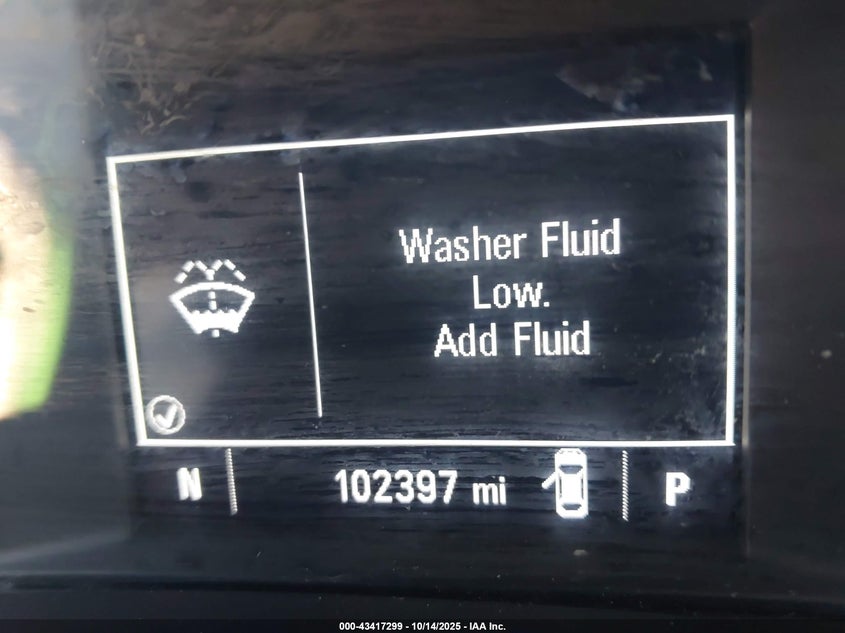 Washer Fluid
Low.
Add Fluid
N 102397 mi P
000-43417299 - 10/14/2025 - IAA Inc.